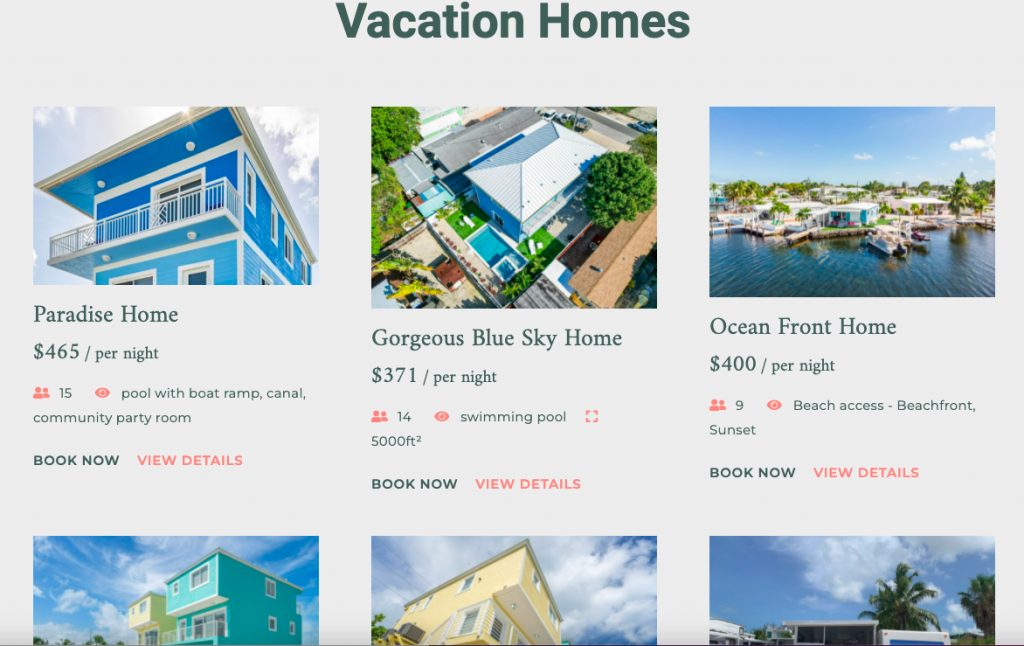 Vacation Homes
Paradise Home
$465 / per night
15 pool with boat ramp, canal,
community party room
BOOK NOW VIEW DETAILS
Gorgeous Blue Sky Home
$371 / per night
14 swimming pool
5000ft²
BOOK NOW VIEW DETAILS
Ocean Front Home
$400 / per night
9 Beach access - Beachfront,
Sunset
BOOK NOW VIEW DETAILS